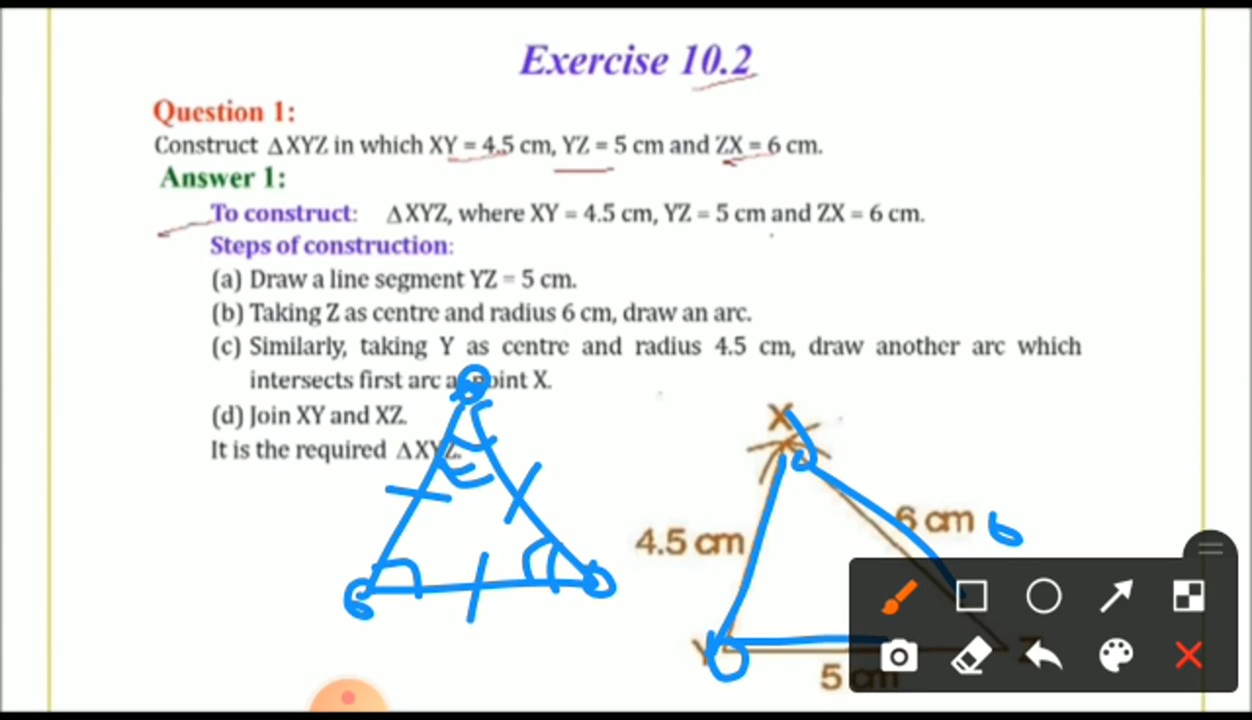 Exercise 10.2
Question 1:
Construct ΔXYZ in which XY = 4.5 cm, YZ = 5 cm and ZX = 6 cm.
Answer 1:
To construct: ΔXYZ, where XY = 4.5 cm, YZ = 5 cm and ZX = 6 cm.
Steps of construction:
(a) Draw a line segment YZ = 5 cm.
(b) Taking Z as centre and radius 6 cm, draw an arc.
(c) Similarly, taking Y as centre and radius 4.5 cm, draw another arc which
intersects first arc at point X.
(d) Join XY and XZ.
It is the required ΔXYZ.
X
4.5 cm
6 cm 6
Y Z
5 cm